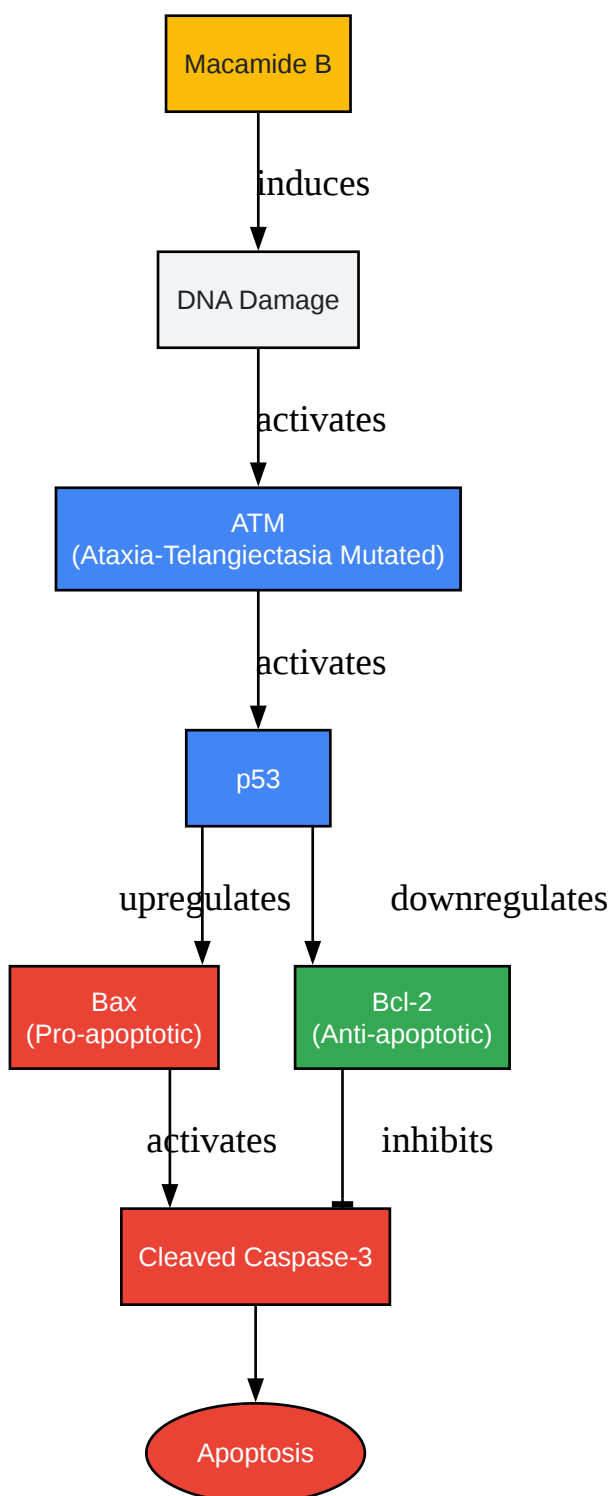 Macamide B
induces
DNA Damage
activates
ATM
(Ataxia-Telangiectasia Mutated)
activates
p53
upregulates
downregulates
Bax
(Pro-apoptotic)
Bcl-2
(Anti-apoptotic)
activates
inhibits
Cleaved Caspase-3
Apoptosis